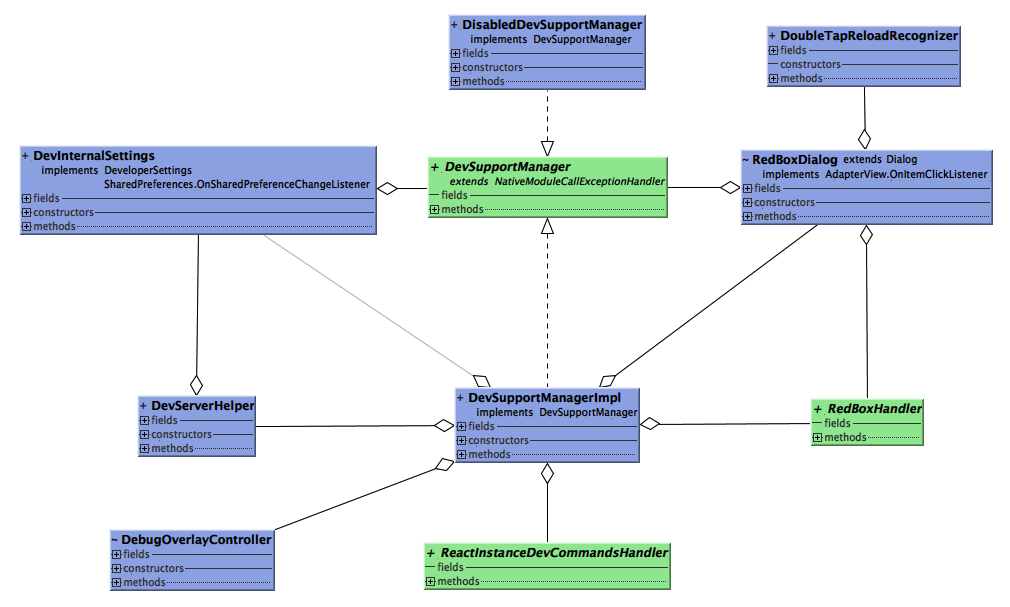 + DisabledDevSupportManager
implements DevSupportManager
fields
constructors
methods
+ DoubleTapReloadRecognizer
fields
constructors
methods
+ DevInternalSettings
implements DeveloperSettings
SharedPreferences.OnSharedPreferenceChangeListener
fields
constructors
methods
+ DevSupportManager
extends NativeModuleCallExceptionHandler
fields
methods
~ RedBoxDialog extends Dialog
implements AdapterView.OnItemClickListener
fields
constructors
methods
+ DevServerHelper
fields
constructors
methods
+ DevSupportManagerImpl
implements DevSupportManager
fields
constructors
methods
+ RedBoxHandler
fields
methods
~ DebugOverlayController
fields
constructors
methods
+ ReactInstanceDevCommandsHandler
fields
methods